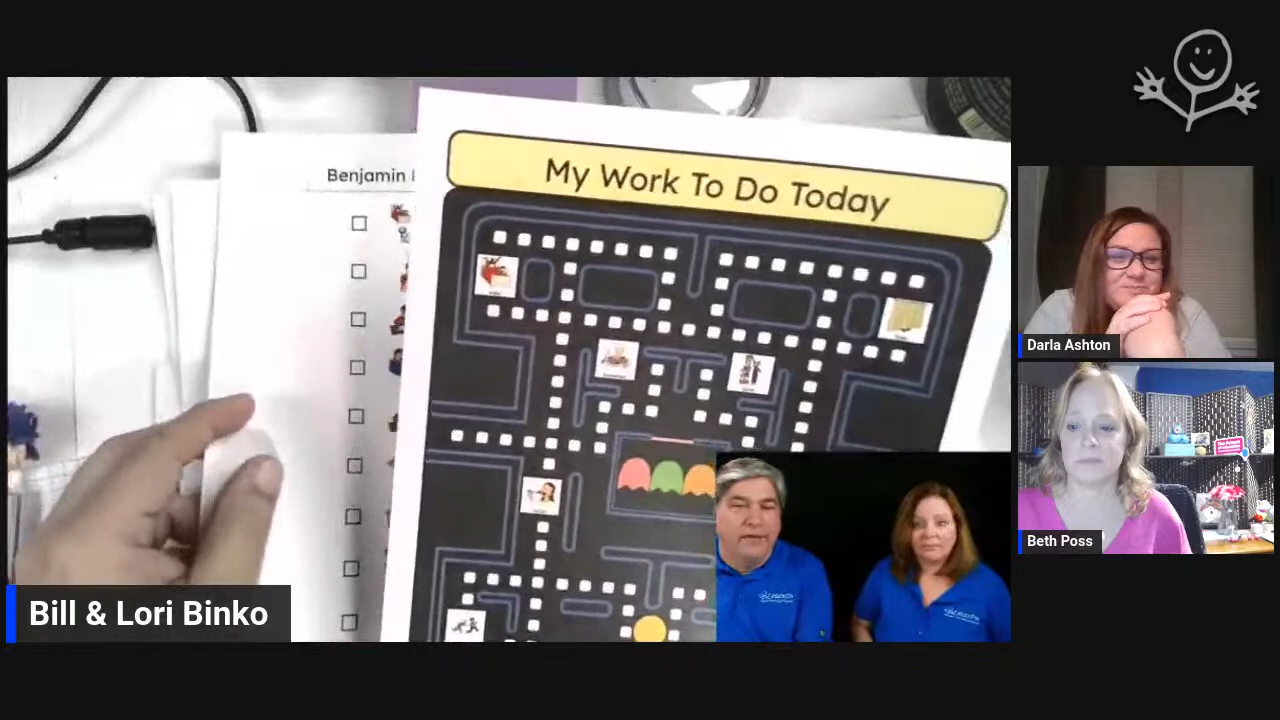 My Work To Do Today
Benjamin
Bill & Lori Binko
Darla Ashton
Beth Poss